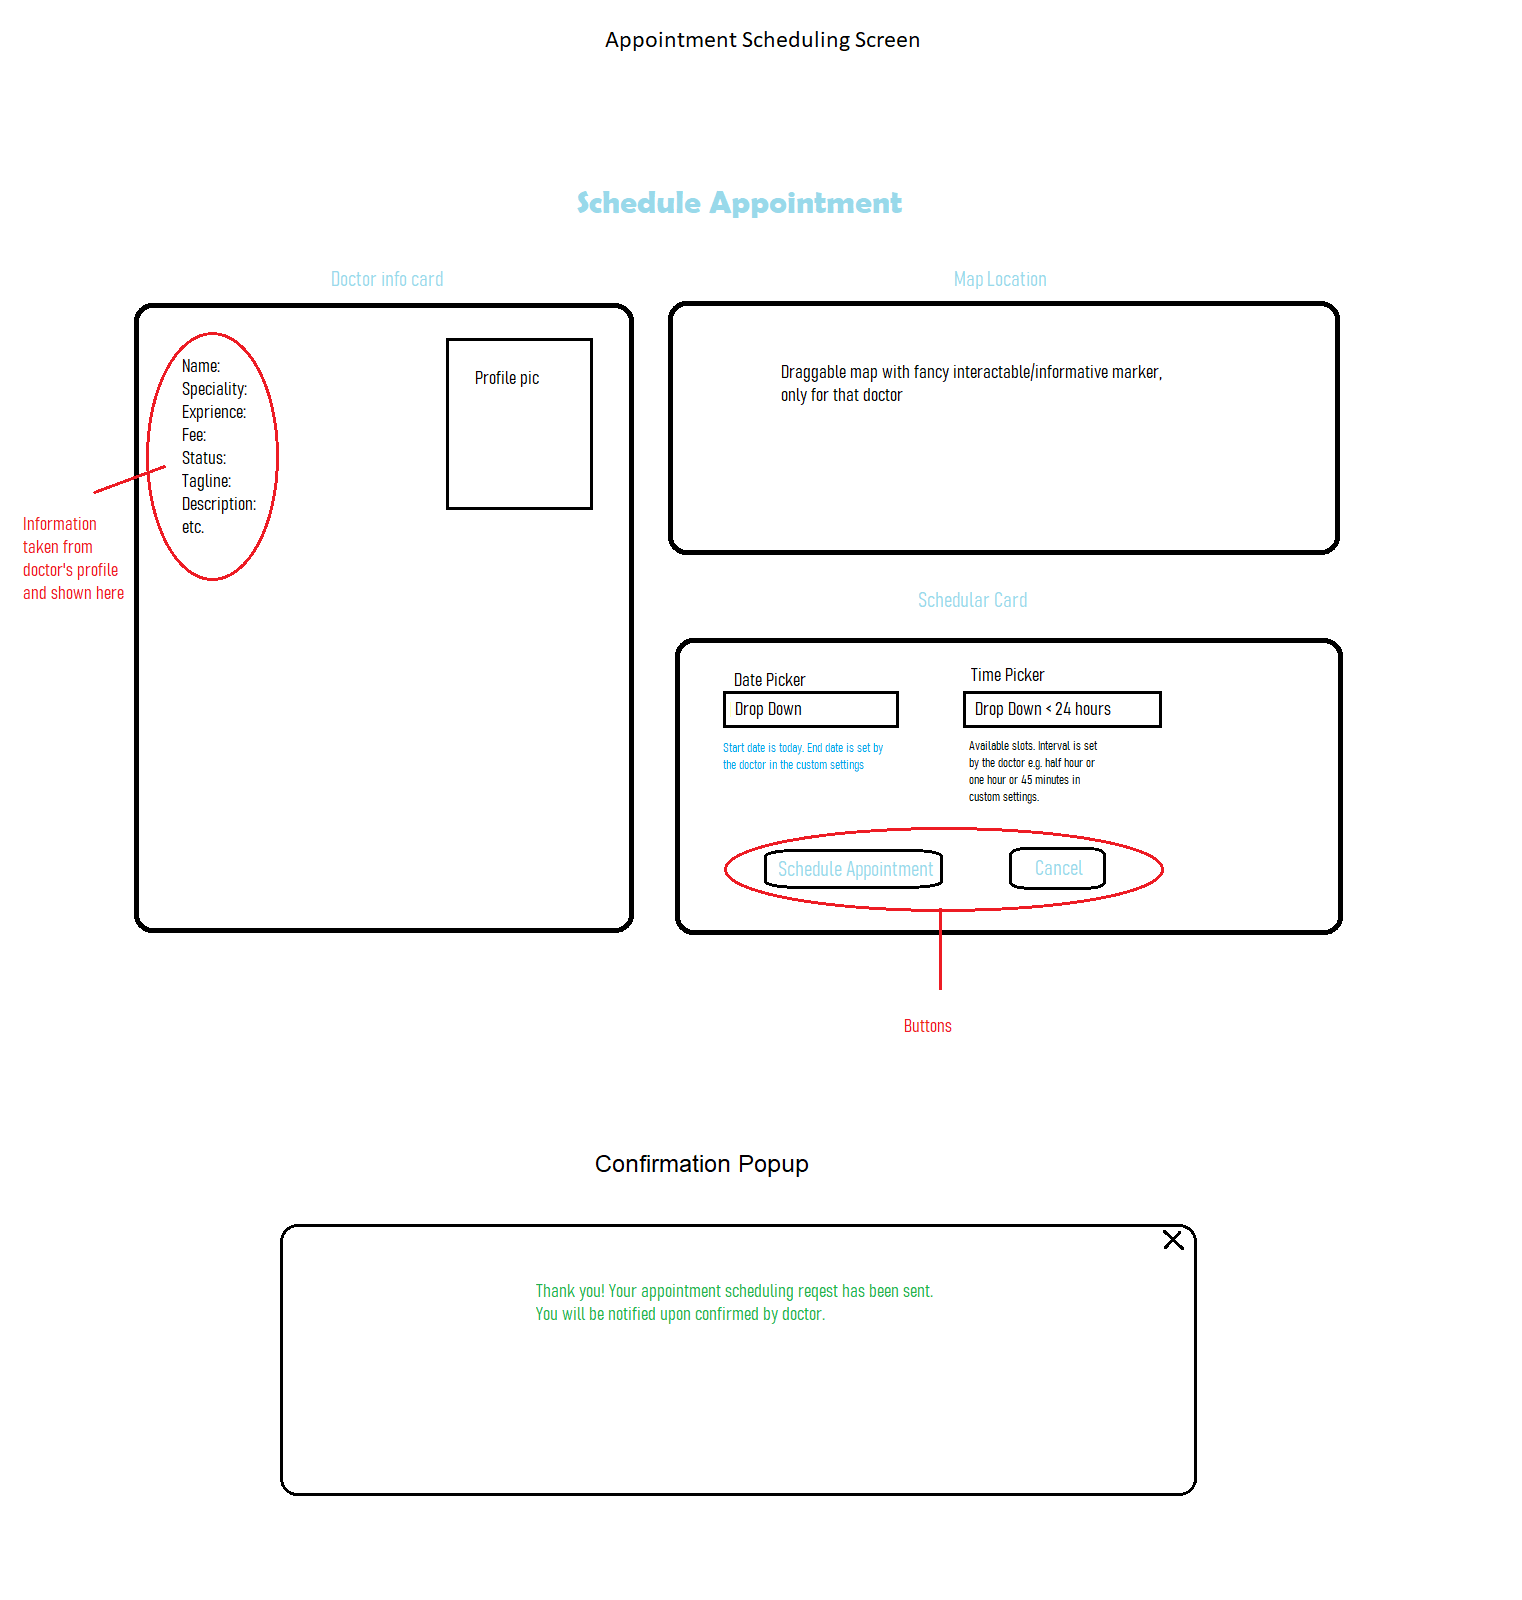 Appointment Scheduling Screen
Schedule Appointment
Doctor info card
Name:
Speciality:
Exprience:
Fee:
Status:
Tagline:
Description:
etc.
Profile pic
Information
taken from
doctor's profile
and shown here
Map Location
Draggable map with fancy interactable/informative marker,
only for that doctor
Schedular Card
Date Picker
Drop Down
Start date is today. End date is set by
the doctor in the custom settings
Time Picker
Drop Down < 24 hours
Available slots. Interval is set
by the doctor e.g. half hour or
one hour or 45 minutes in
custom settings.
Schedule Appointment
Cancel
Buttons
Confirmation Popup
Thank you! Your appointment scheduling reqest has been sent.
You will be notified upon confirmed by doctor.